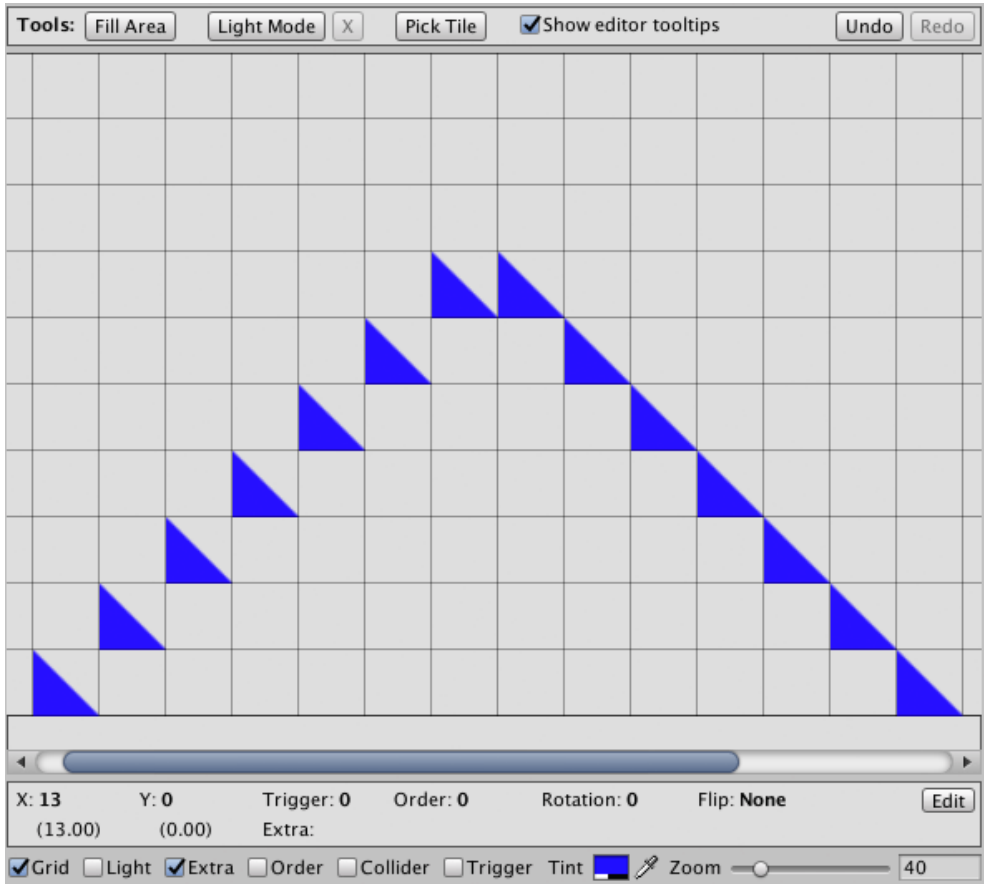 Tools: Fill Area Light Mode X Pick Tile Show editor tooltips Undo Redo
X: 13 Y: 0 Trigger: 0 Order: 0 Rotation: 0 Flip: None Edit
(13.00) (0.00) Extra:
Grid Light Extra Order Collider Trigger Tint Zoom 40